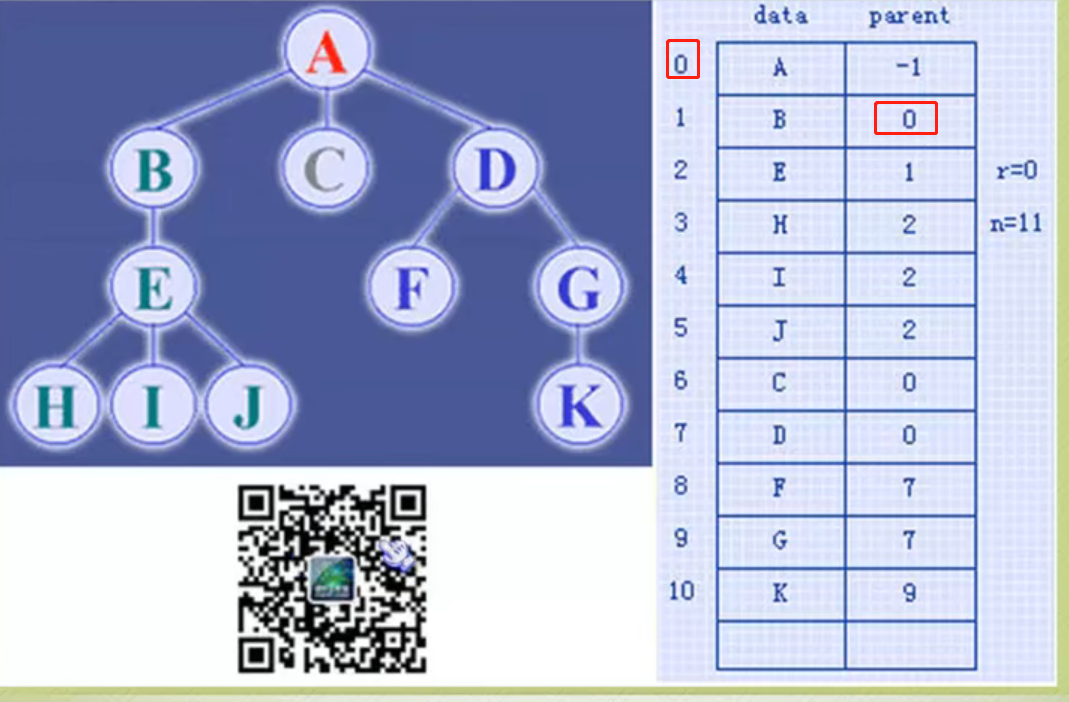 A
B C D
E F G
H I J K
data parent
0 A -1
1 B 0
2 E 1 r=0
3 H 2 n=11
4 I 2
5 J 2
6 C 0
7 D 0
8 F 7
9 G 7
10 K 9